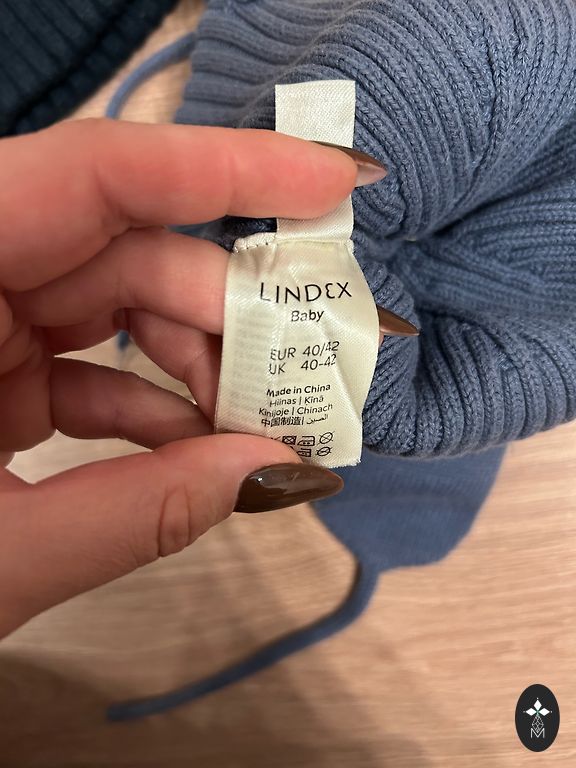 LINDEX
Baby
EUR 40/42
UK 40-42
Made in China
Hiinas | Ķīnā
Kinijoje | Chinach
中国制造 | الصين
M